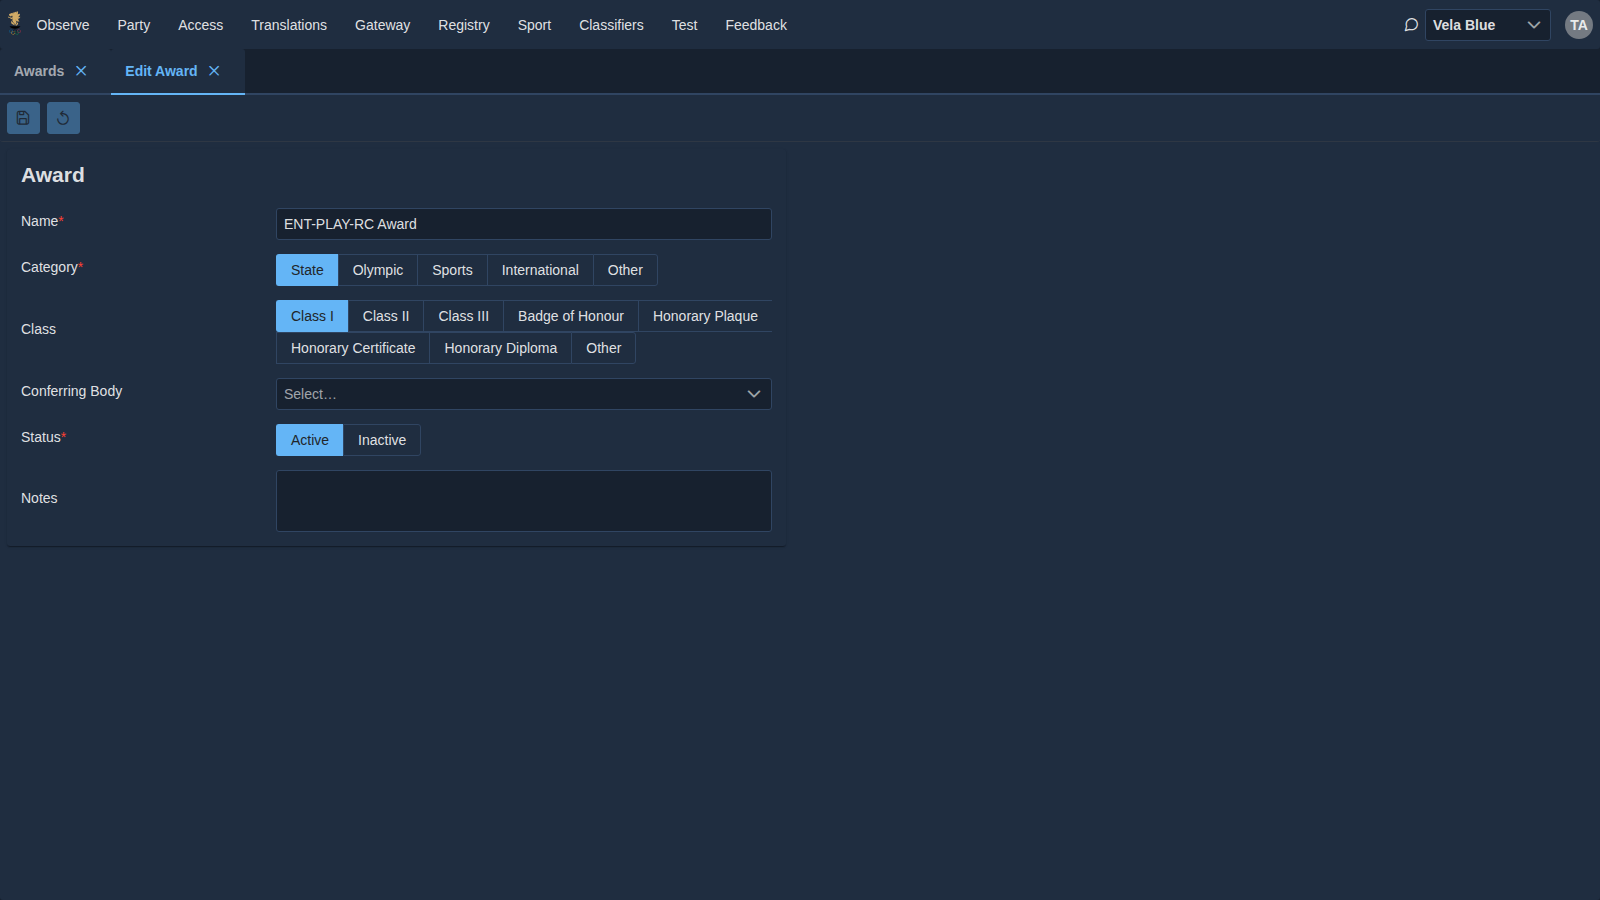 Observe Party Access Translations Gateway Registry Sport Classifiers Test Feedback Vela Blue TA
Awards Edit Award
Award
Name* ENT-PLAY-RC Award
Category* State Olympic Sports International Other
Class Class I Class II Class III Badge of Honour Honorary Plaque
Honorary Certificate Honorary Diploma Other
Conferring Body Select…
Status* Active Inactive
Notes